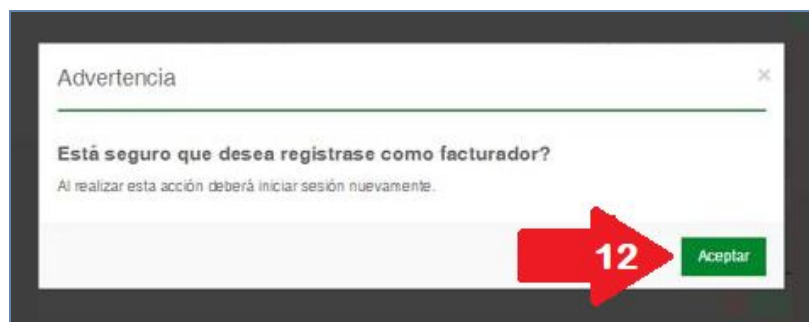 Advertencia ×
Está seguro que desea registrase como facturador?
Al realizar esta acción deberá iniciar sesión nuevamente.
12 Aceptar